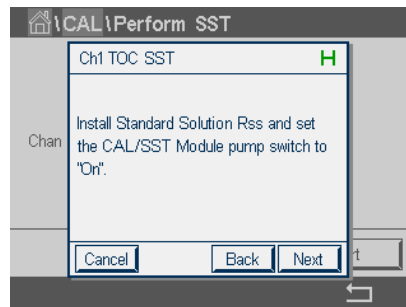 \CAL\Perform SST
Ch1 TOC SST H
Install Standard Solution Rss and set
Chan
the CAL/SST Module pump switch to
"On".
Cancel Back Next
t